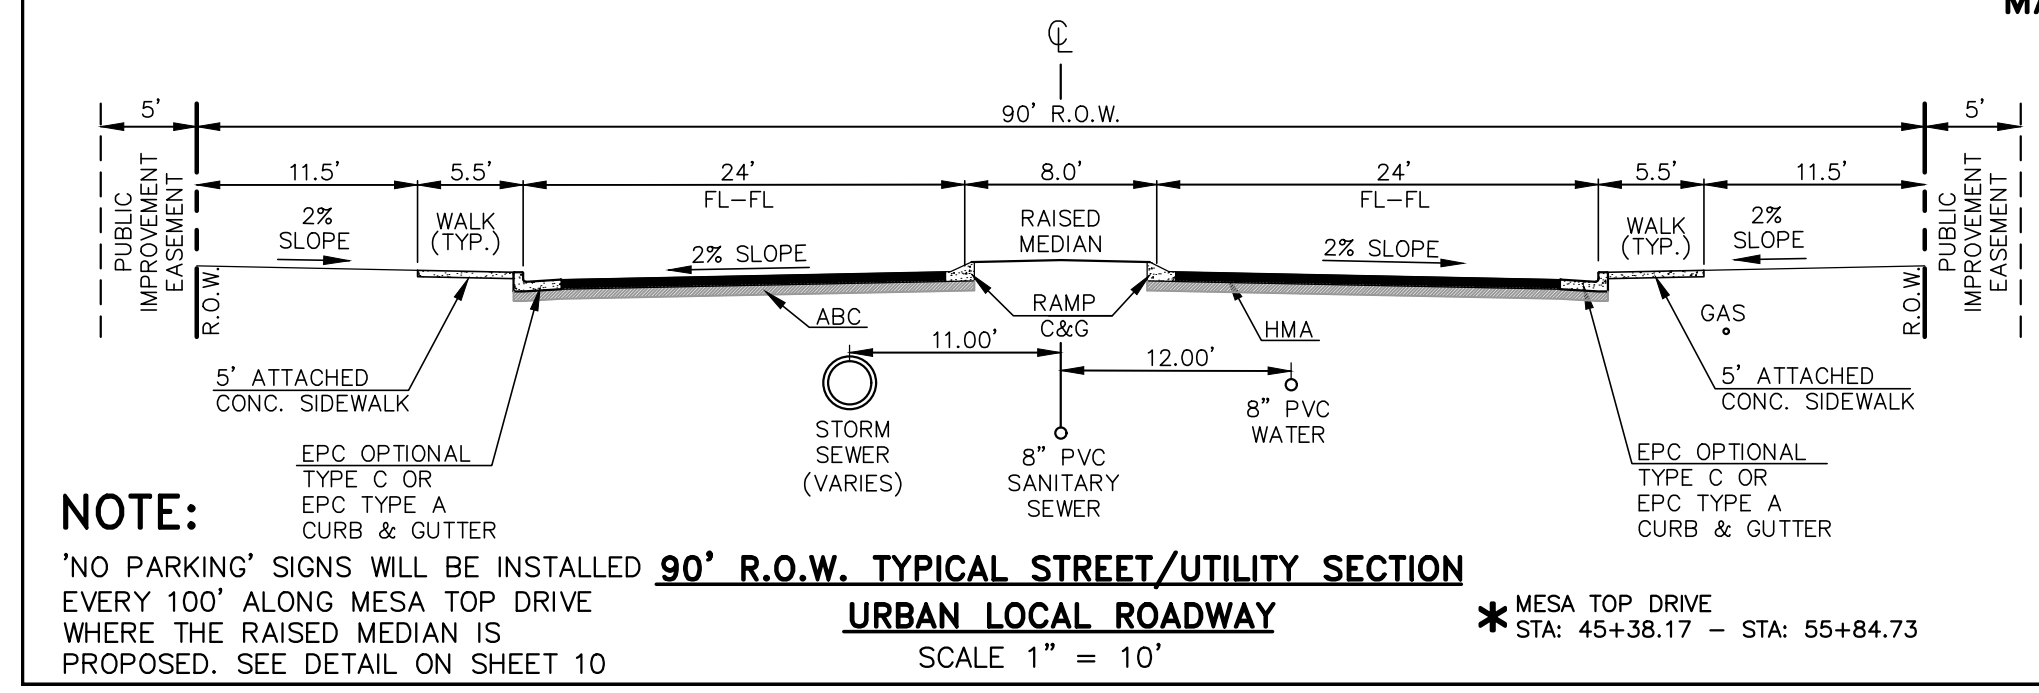 MA
℄
5'
90' R.O.W.
5'
11.5'
5.5'
24'
8.0'
24'
5.5'
11.5'
FL-FL
FL-FL
PUBLIC
IMPROVEMENT
EASEMENT
R.O.W.
2%
SLOPE
WALK
(TYP.)
2% SLOPE
RAISED
MEDIAN
2% SLOPE
WALK
(TYP.)
2%
SLOPE
R.O.W.
PUBLIC
IMPROVEMENT
EASEMENT
ABC
RAMP
C&G
HMA
GAS
11.00'
12.00'
5' ATTACHED
CONC. SIDEWALK
EPC OPTIONAL
TYPE C OR
EPC TYPE A
CURB & GUTTER
STORM
SEWER
(VARIES)
8" PVC
SANITARY
SEWER
8" PVC
WATER
5' ATTACHED
CONC. SIDEWALK
EPC OPTIONAL
TYPE C OR
EPC TYPE A
CURB & GUTTER
NOTE:
'NO PARKING' SIGNS WILL BE INSTALLED
EVERY 100' ALONG MESA TOP DRIVE
WHERE THE RAISED MEDIAN IS
PROPOSED. SEE DETAIL ON SHEET 10
90' R.O.W. TYPICAL STREET/UTILITY SECTION
URBAN LOCAL ROADWAY
SCALE 1" = 10'
* MESA TOP DRIVE
STA: 45+38.17 - STA: 55+84.73